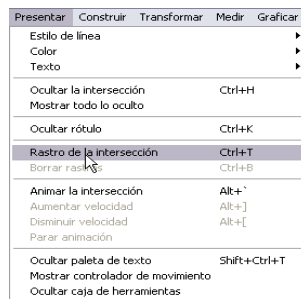 Presentar Construir Transformar Medir Graficar
Estilo de línea
Color
Texto
Ocultar la intersección Ctrl+H
Mostrar todo lo oculto
Ocultar rótulo Ctrl+K
Rastro de la intersección Ctrl+T
Borrar rastros Ctrl+B
Animar la intersección Alt+`
Aumentar velocidad Alt+]
Disminuir velocidad Alt+[
Parar animación
Ocultar paleta de texto Shift+Ctrl+T
Mostrar controlador de movimiento
Ocultar caja de herramientas